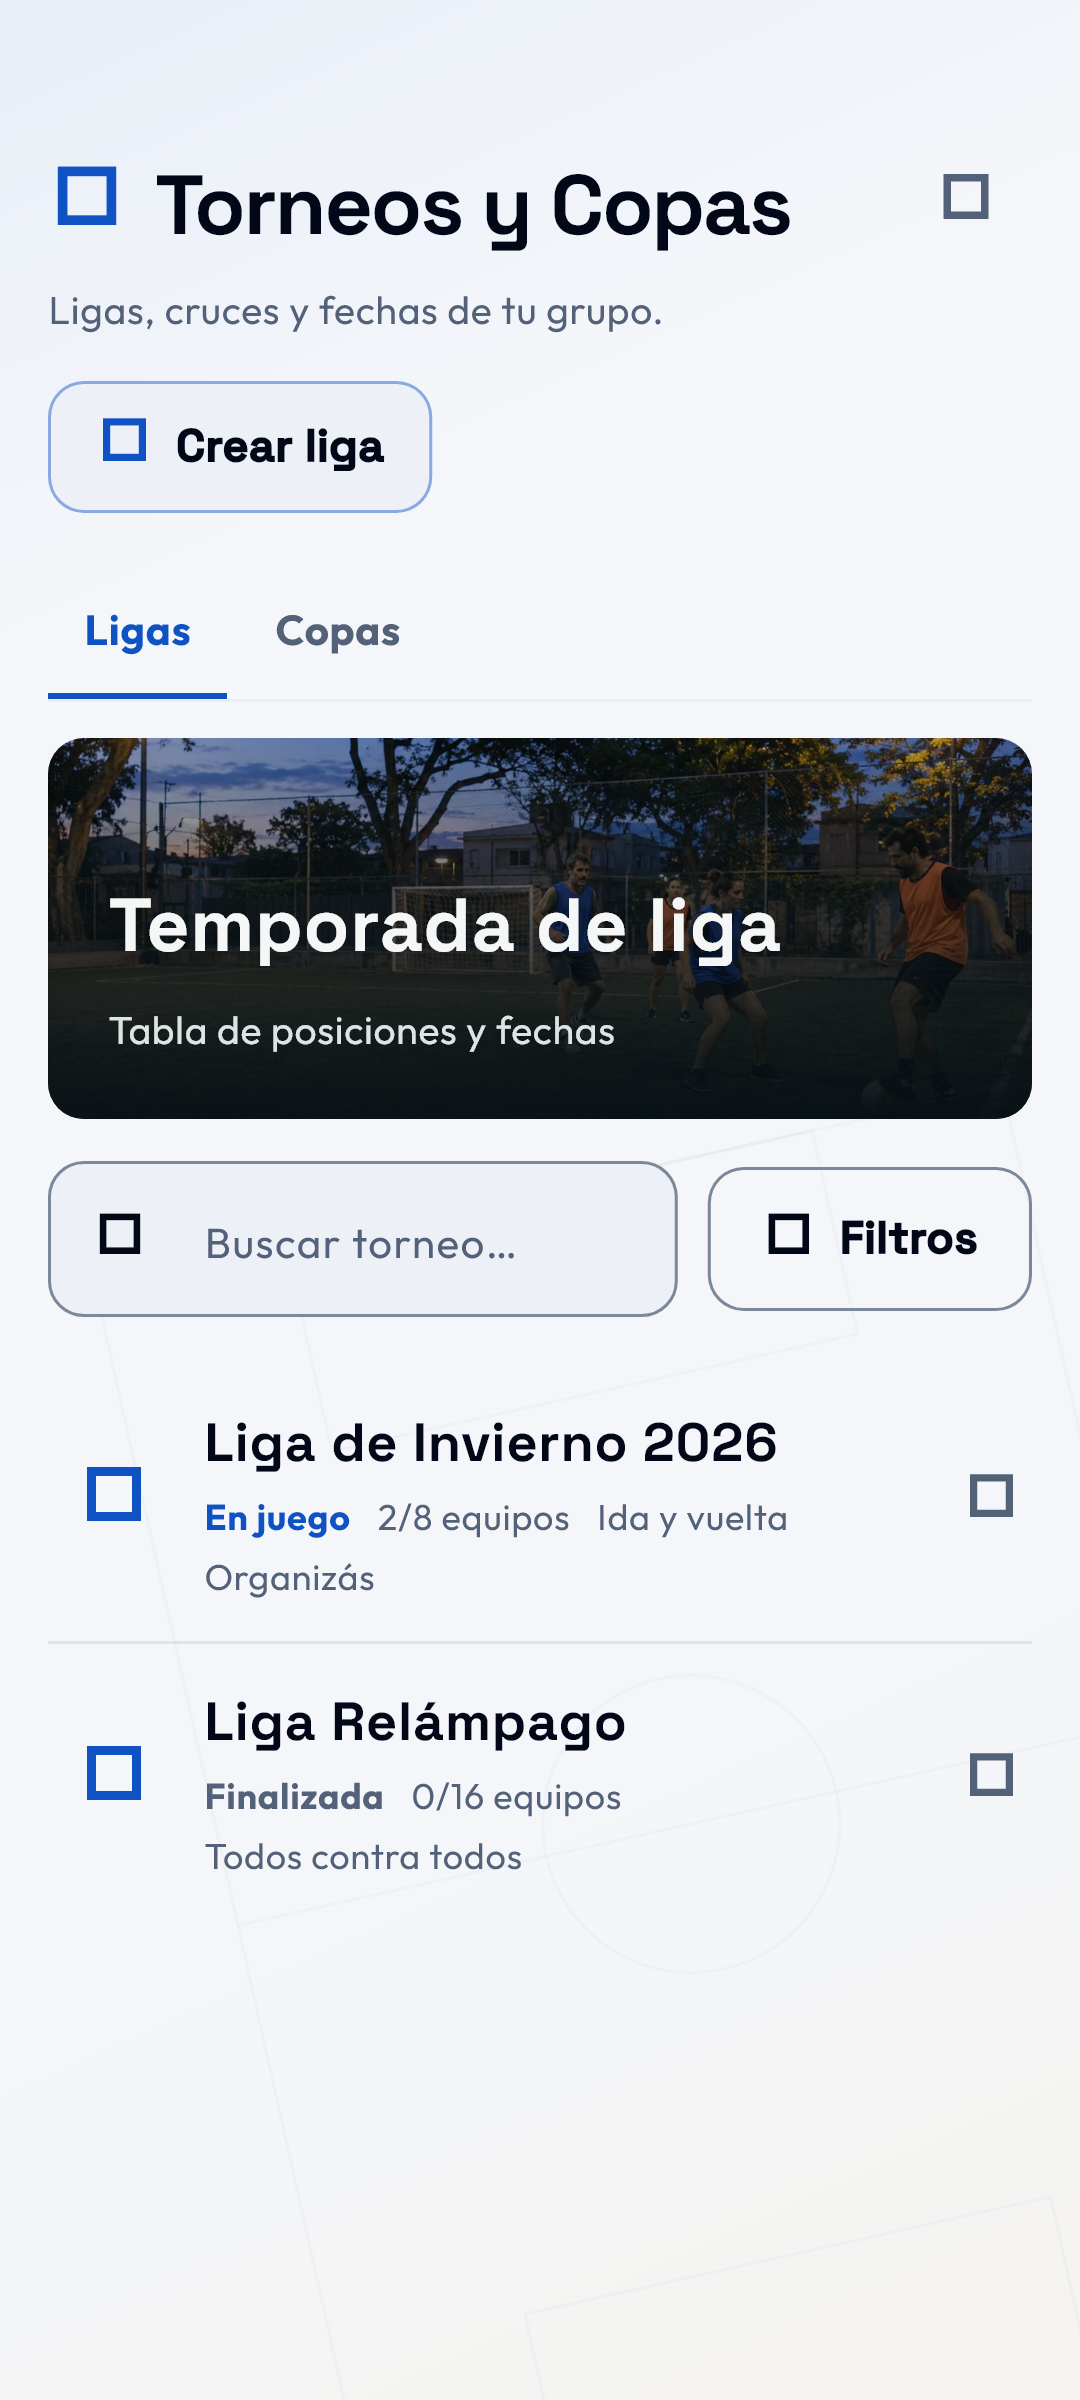 Torneos y Copas
Ligas, cruces y fechas de tu grupo.
Crear liga
Ligas Copas
Temporada de liga
Tabla de posiciones y fechas
Buscar torneo...
Filtros
Liga de Invierno 2026
En juego 2/8 equipos Ida y vuelta
Organizás
Liga Relámpago
Finalizada 0/16 equipos
Todos contra todos